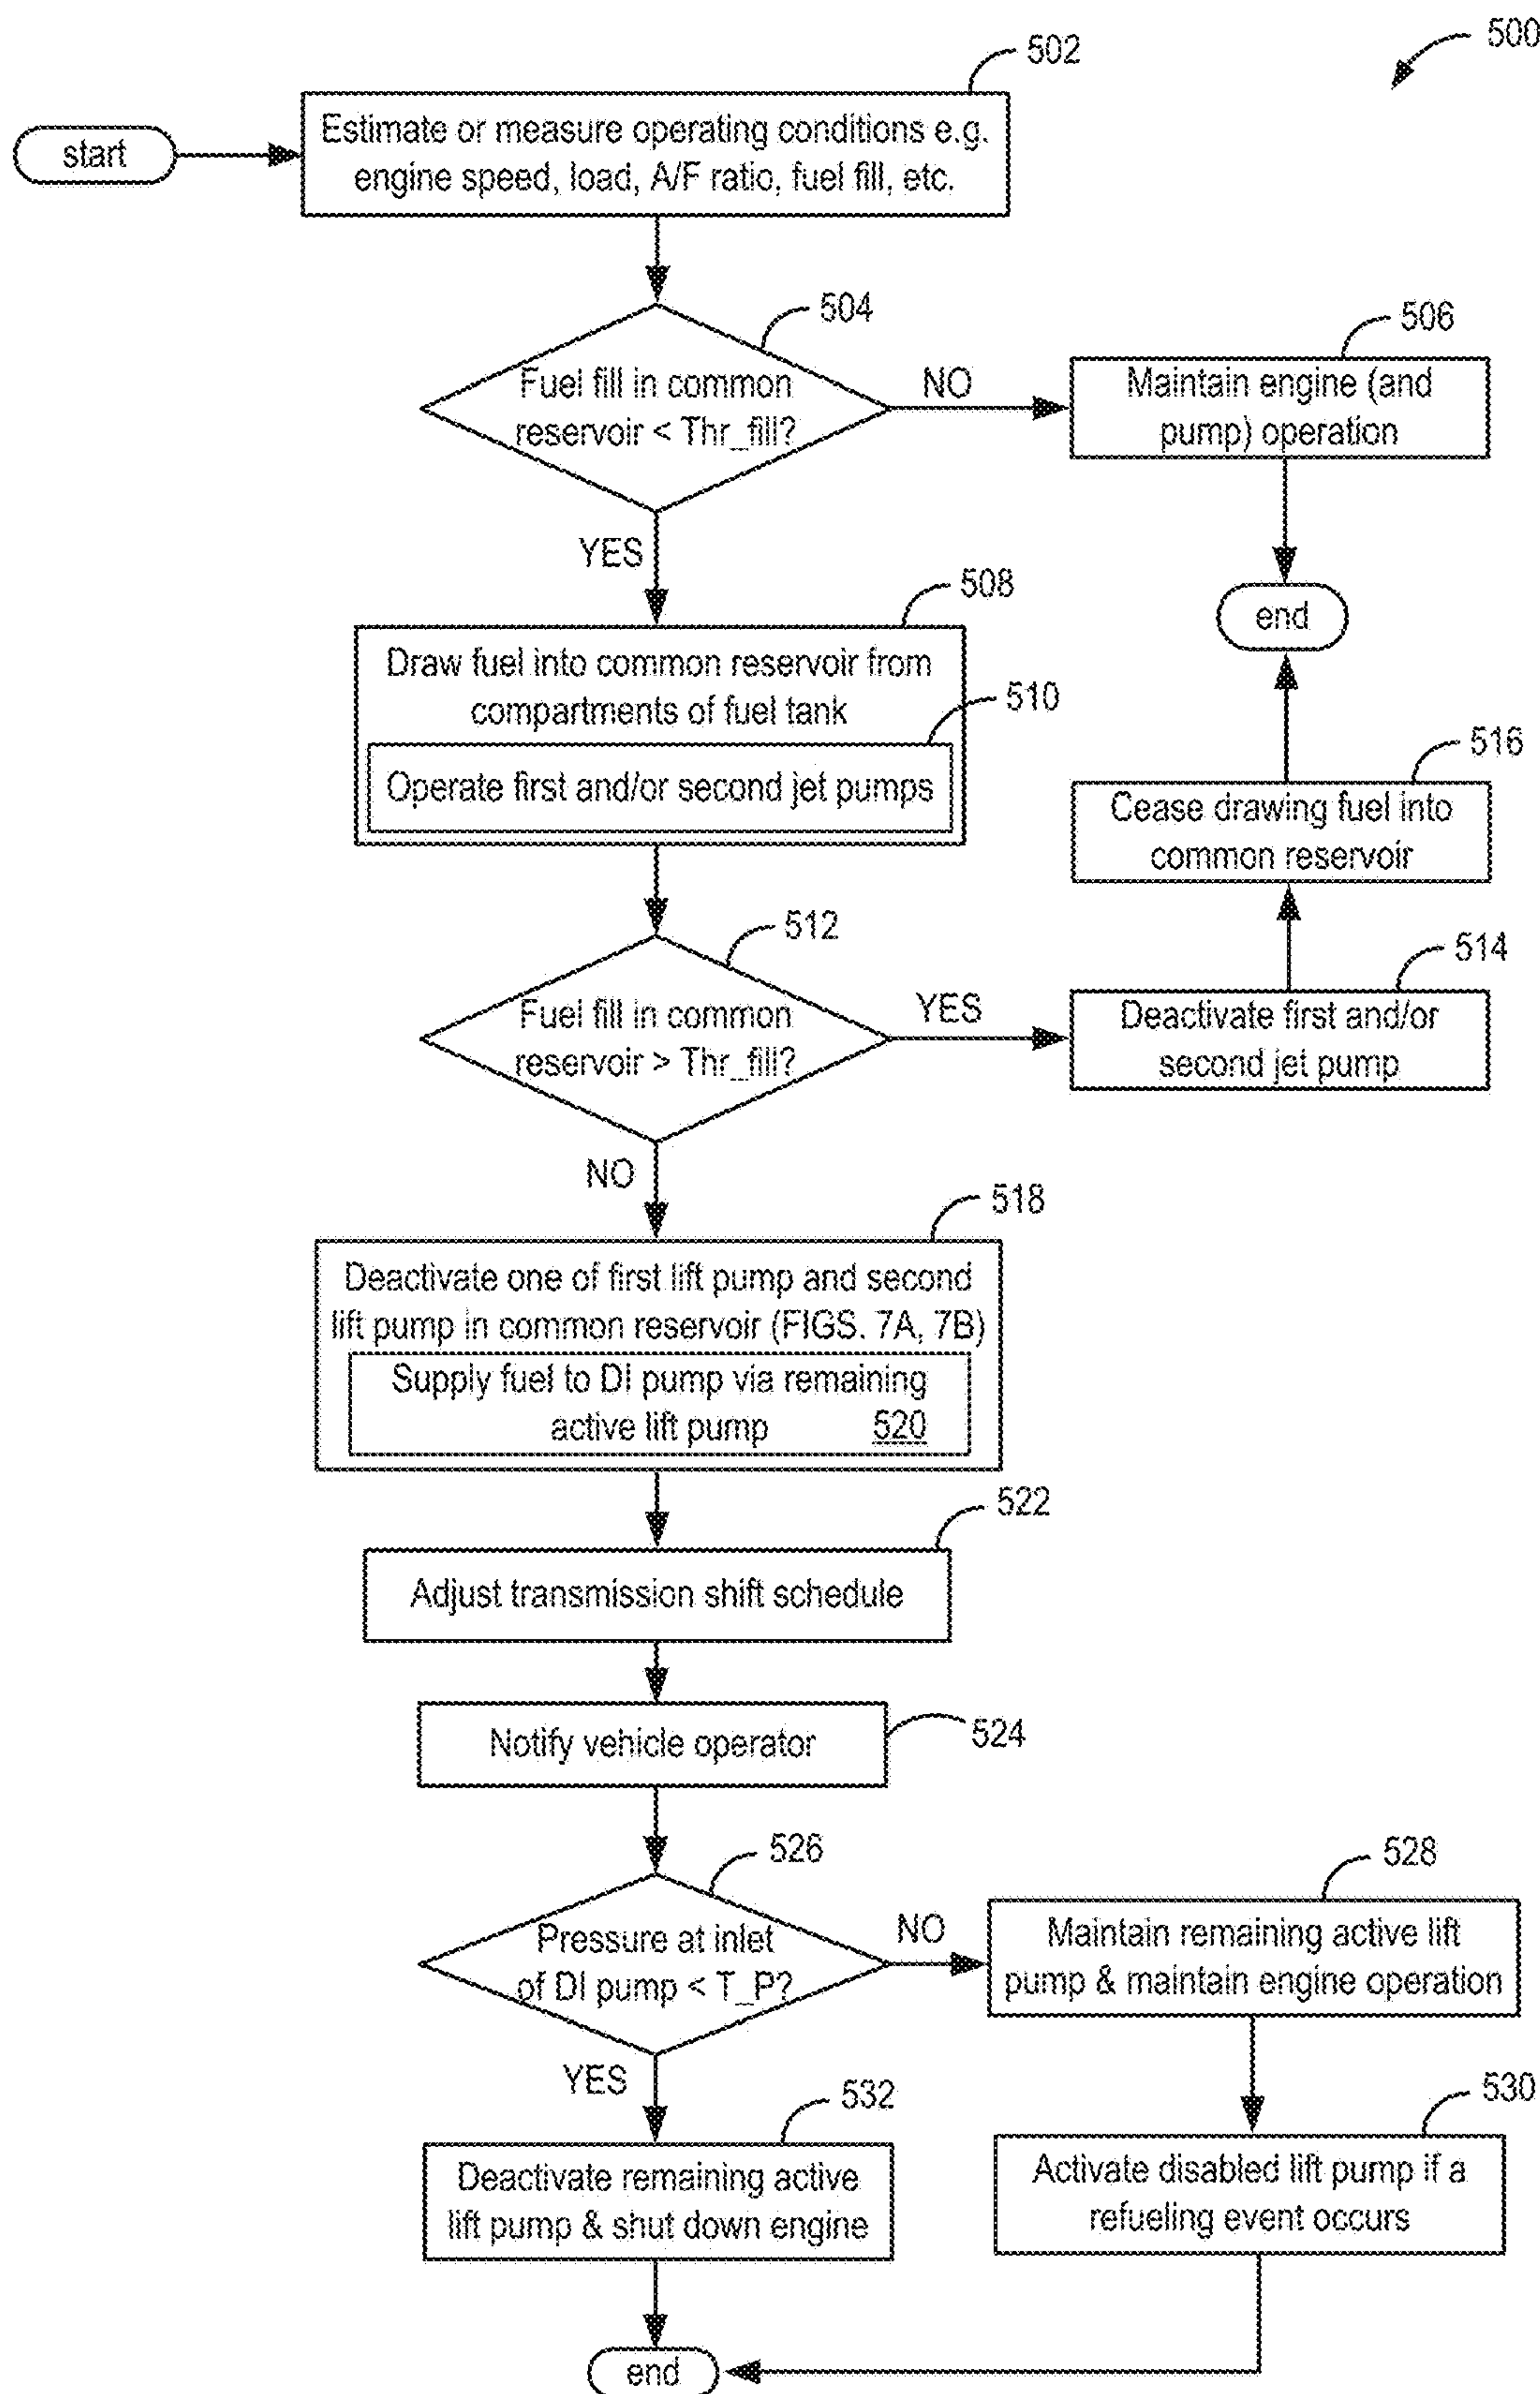 500
502
start
Estimate or measure operating conditions e.g.
engine speed, load, A/F ratio, fuel fill, etc.
504
Fuel fill in common
reservoir < Thr_fill?
NO
506
Maintain engine (and
pump) operation
end
YES
508
Draw fuel into common reservoir from
compartments of fuel tank
510
Operate first and/or second jet pumps
512
Fuel fill in common
reservoir > Thr_fill?
YES
514
Deactivate first and/or
second jet pump
516
Cease drawing fuel into
common reservoir
NO
518
Deactivate one of first lift pump and second
lift pump in common reservoir (FIGS. 7A, 7B)
Supply fuel to DI pump via remaining
active lift pump 520
522
Adjust transmission shift schedule
Notify vehicle operator
524
526
Pressure at inlet
of DI pump < T_P?
NO
528
Maintain remaining active lift
pump & maintain engine operation
530
Activate disabled lift pump if a
refueling event occurs
YES
532
Deactivate remaining active
lift pump & shut down engine
end